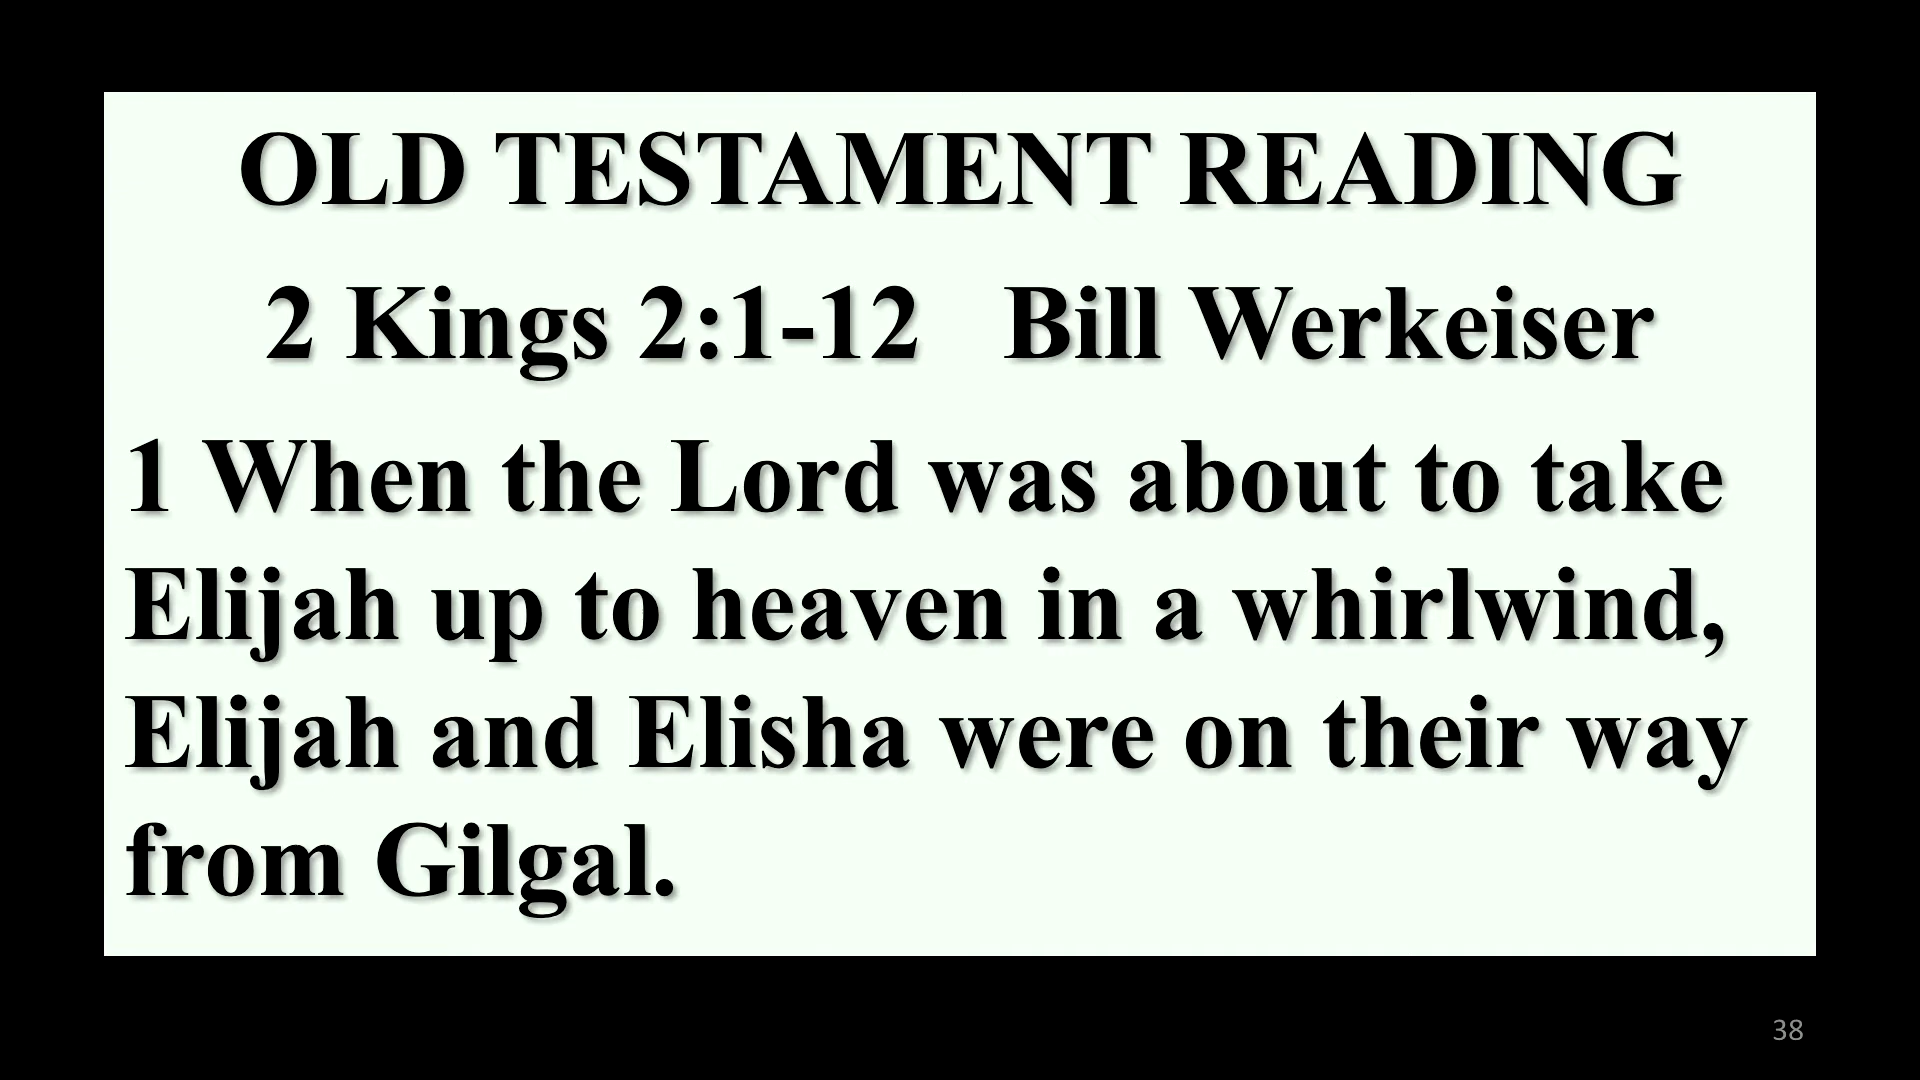 OLD TESTAMENT READING
2 Kings 2:1-12   Bill Werkeiser
1 When the Lord was about to take
Elijah up to heaven in a whirlwind,
Elijah and Elisha were on their way
from Gilgal.
38